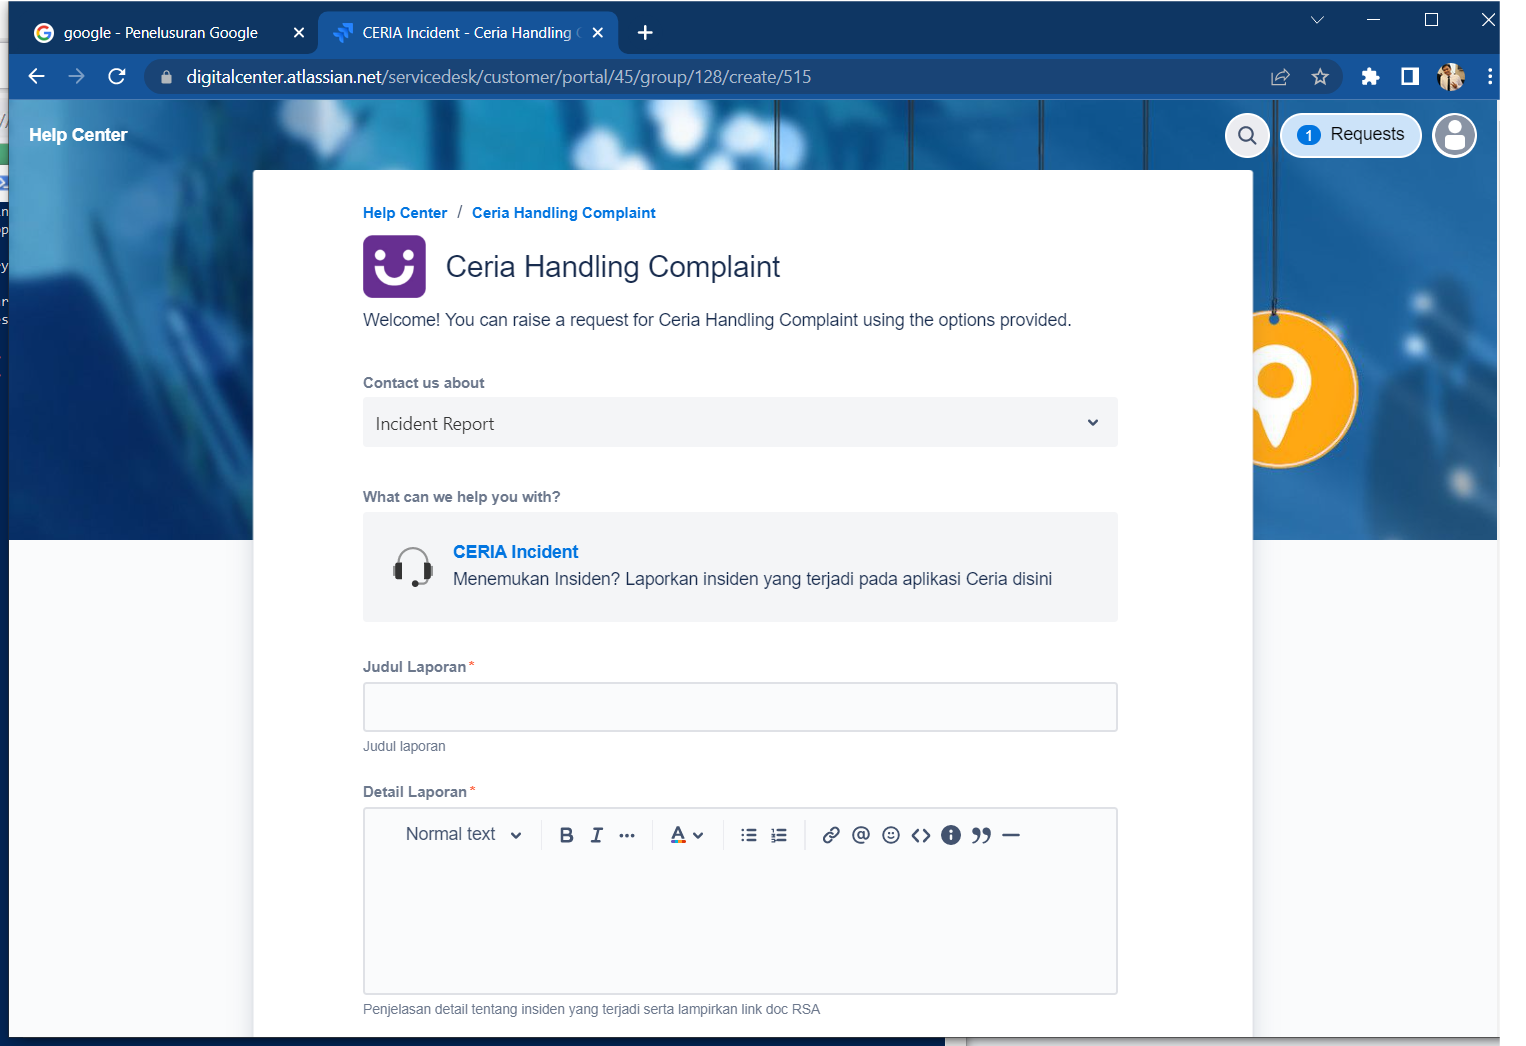 google - Penelusuran Google
CERIA Incident - Ceria Handling
digitalcenter.atlassian.net/servicedesk/customer/portal/45/group/128/create/515
Help Center
1 Requests
Help Center / Ceria Handling Complaint
Ceria Handling Complaint
Welcome! You can raise a request for Ceria Handling Complaint using the options provided.
Contact us about
Incident Report
What can we help you with?
CERIA Incident
Menemukan Insiden? Laporkan insiden yang terjadi pada aplikasi Ceria disini
Judul Laporan*
Judul laporan
Detail Laporan*
Normal text
Penjelasan detail tentang insiden yang terjadi serta lampirkan link doc RSA